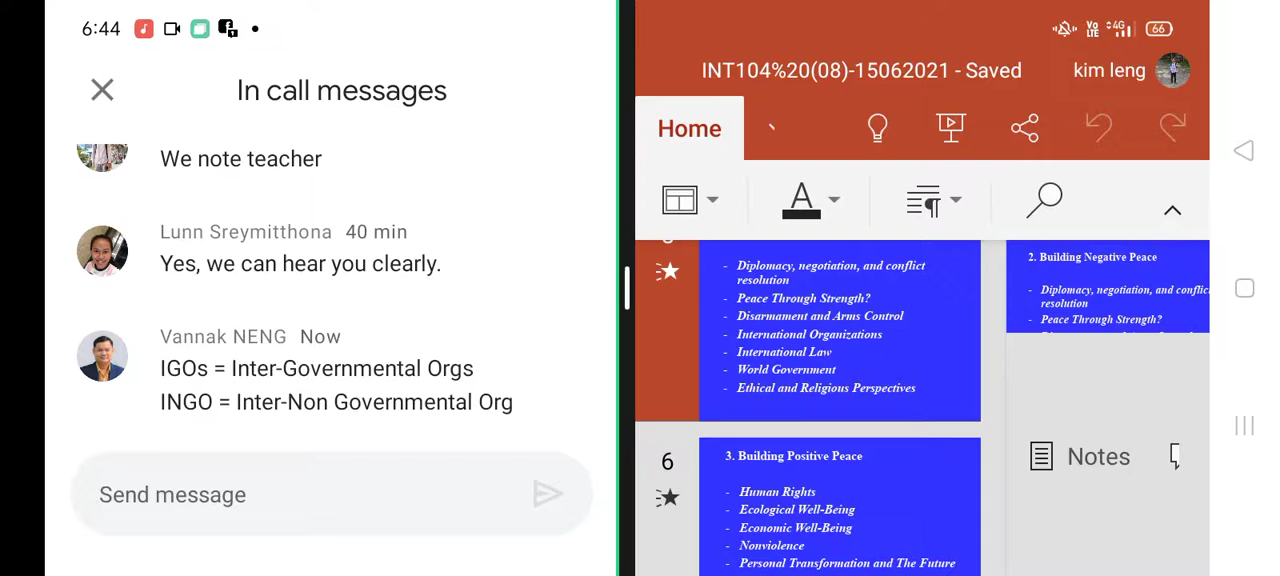 6:44
In call messages
We note teacher
Lunn Sreymitthona 40 min
Yes, we can hear you clearly.
Vannak NENG Now
IGOs = Inter-Governmental Orgs
INGO = Inter-Non Governmental Org
Send message
Vo LTE 4G 66
INT104%20(08)-15062021 - Saved
kim leng
Home
A
- Diplomacy, negotiation, and conflict
resolution
- Peace Through Strength?
- Disarmament and Arms Control
- International Organizations
- International Law
- World Government
- Ethical and Religious Perspectives
6
3. Building Positive Peace
- Human Rights
- Ecological Well-Being
- Economic Well-Being
- Nonviolence
- Personal Transformation and The Future
2. Building Negative Peace
- Diplomacy, negotiation, and conflic
resolution
- Peace Through Strength?
Notes